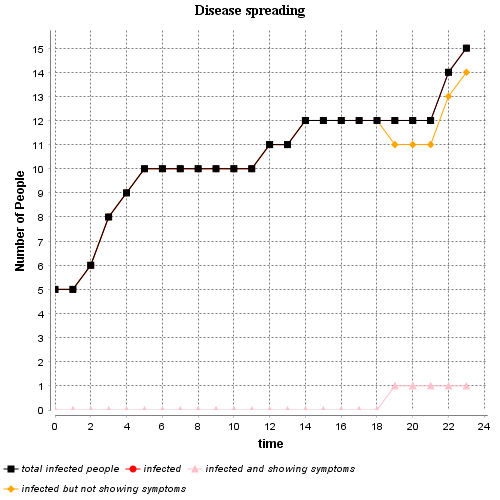 Disease spreading
Number of People
15
14
13
12
11
10
9
8
7
6
5
4
3
2
1
0
0 2 4 6 8 10 12 14 16 18 20 22 24
time
total infected people infected infected and showing symptoms
infected but not showing symptoms